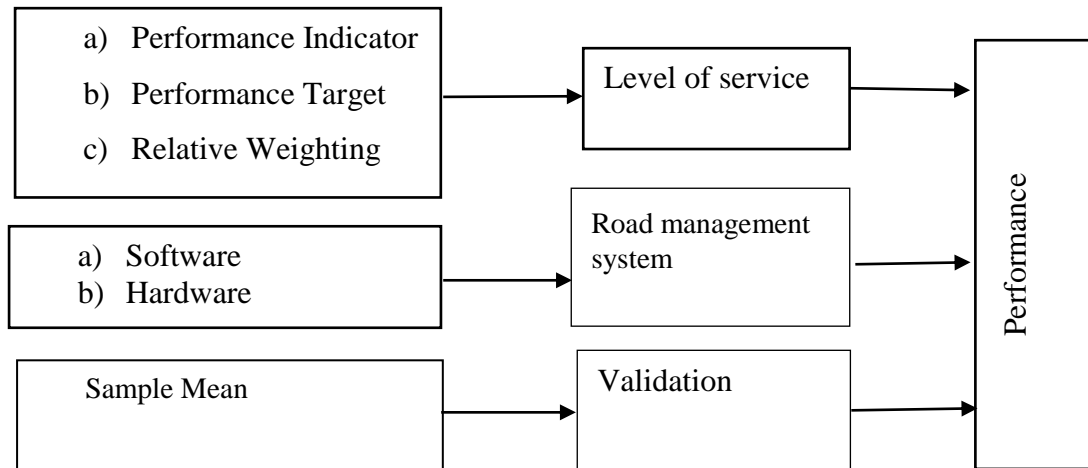 a) Performance Indicator
b) Performance Target
c) Relative Weighting
Level of service
a) Software
b) Hardware
Road management
system
Sample Mean
Validation
Performance